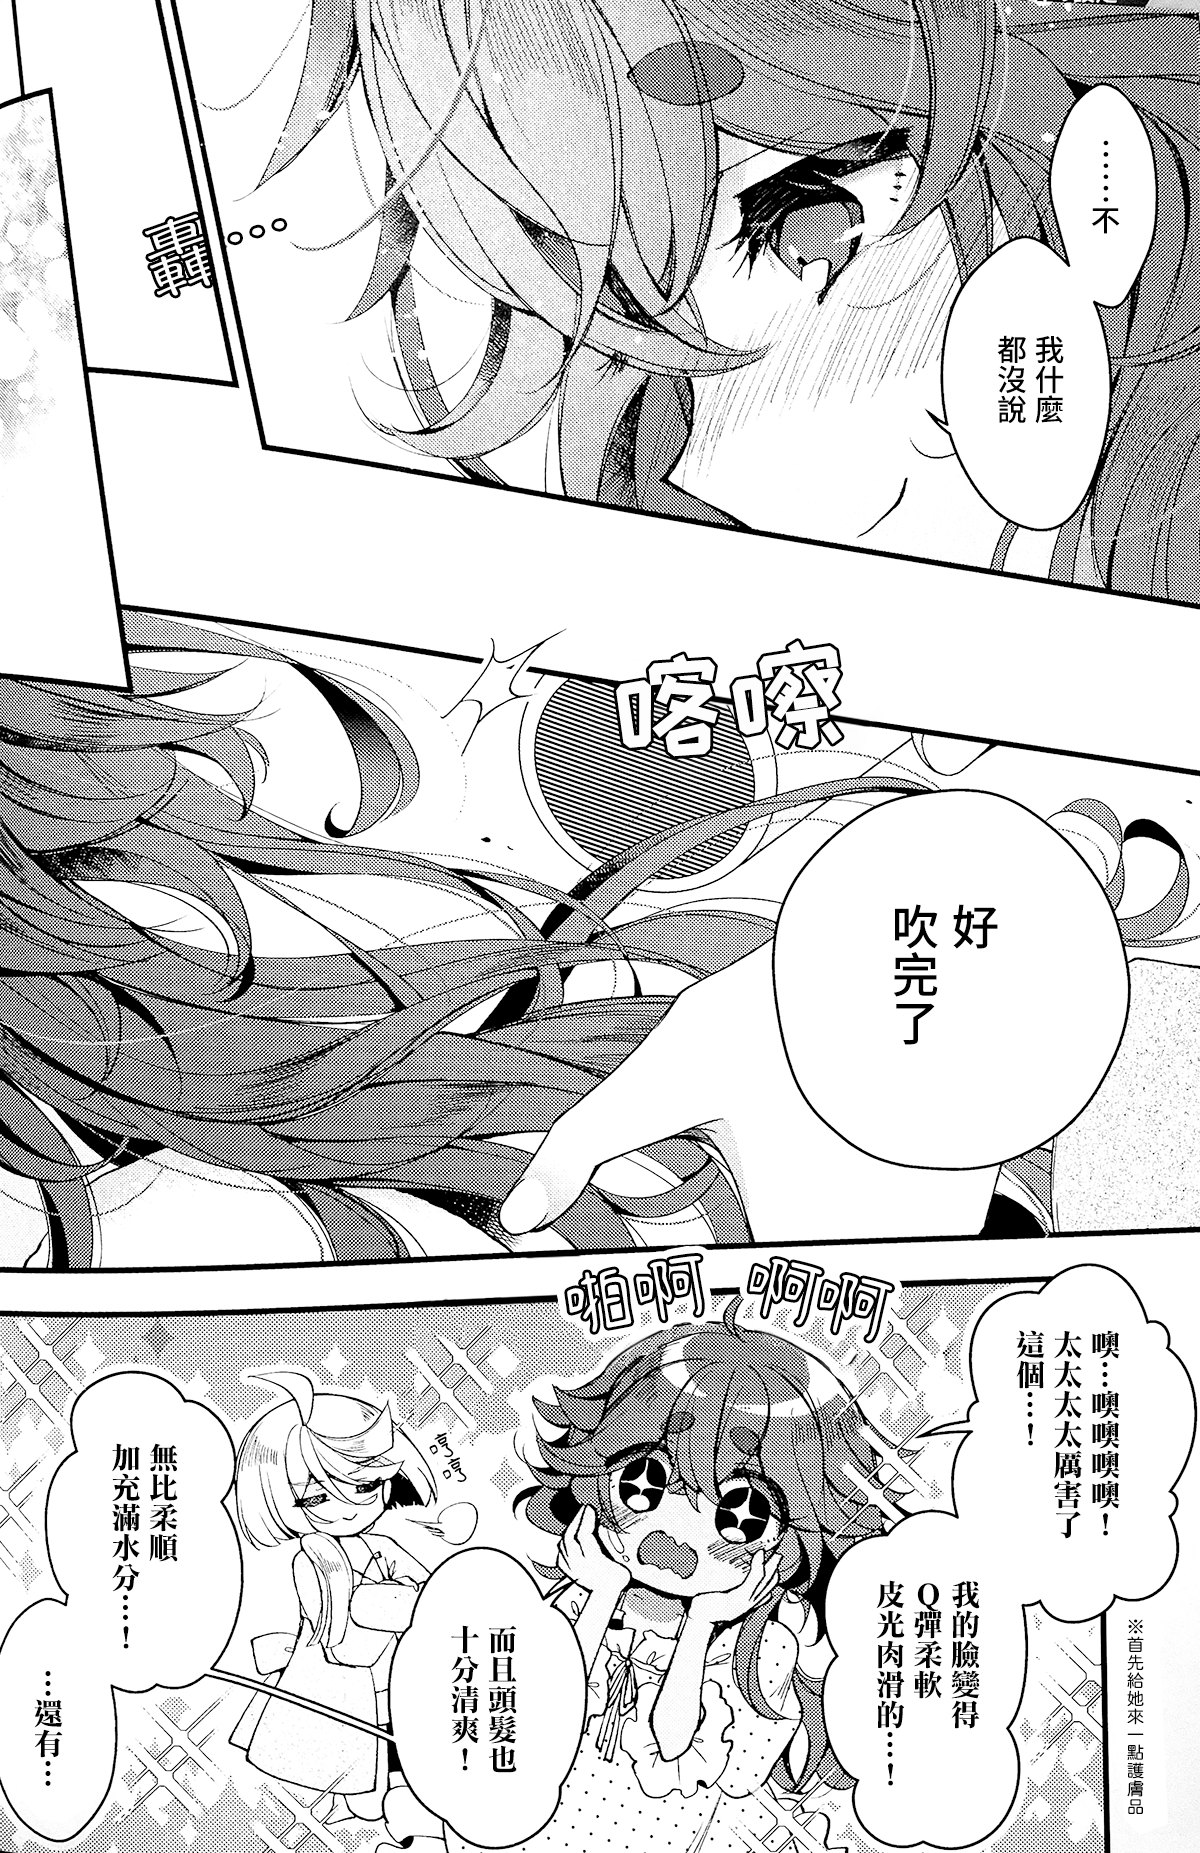 ……不
我什麼
都沒說
轟……
喀嚓
好
吹完了
啪啊 啊啊啊
噢…噢噢噢噢！
太太太太厲害了
這個…！
※首先給她來一點護膚品
我的臉變得
Q彈柔軟
皮光肉滑的…！
而且頭髮也
十分清爽！
哼哼
無比柔順
加充滿水分…！
…還有…